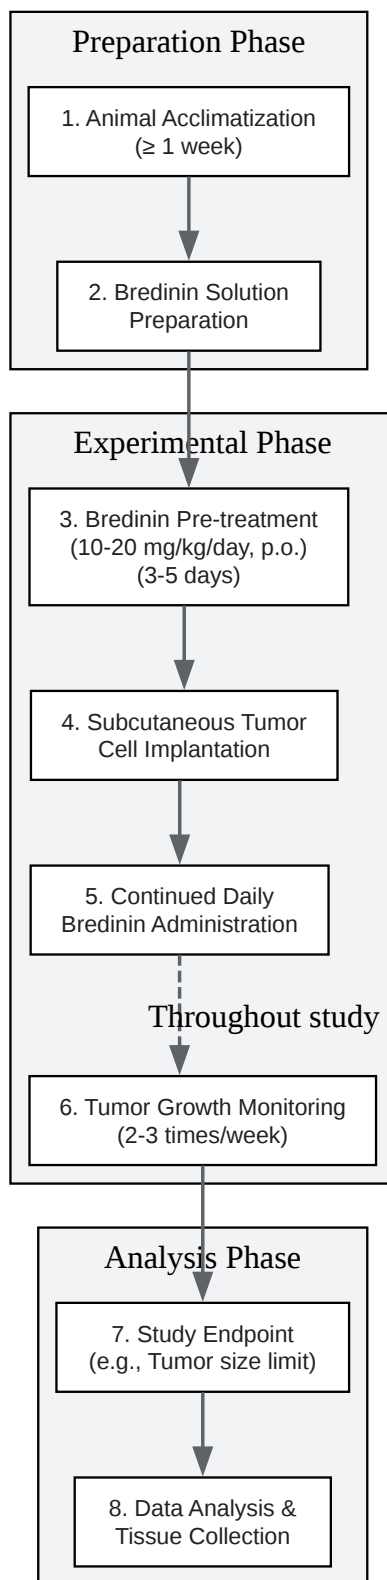 Preparation Phase
1. Animal Acclimatization
(≥ 1 week)
2. Bredinin Solution
Preparation
Experimental Phase
3. Bredinin Pre-treatment
(10-20 mg/kg/day, p.o.)
(3-5 days)
4. Subcutaneous Tumor
Cell Implantation
5. Continued Daily
Bredinin Administration
Throughout study
6. Tumor Growth Monitoring
(2-3 times/week)
Analysis Phase
7. Study Endpoint
(e.g., Tumor size limit)
8. Data Analysis &
Tissue Collection